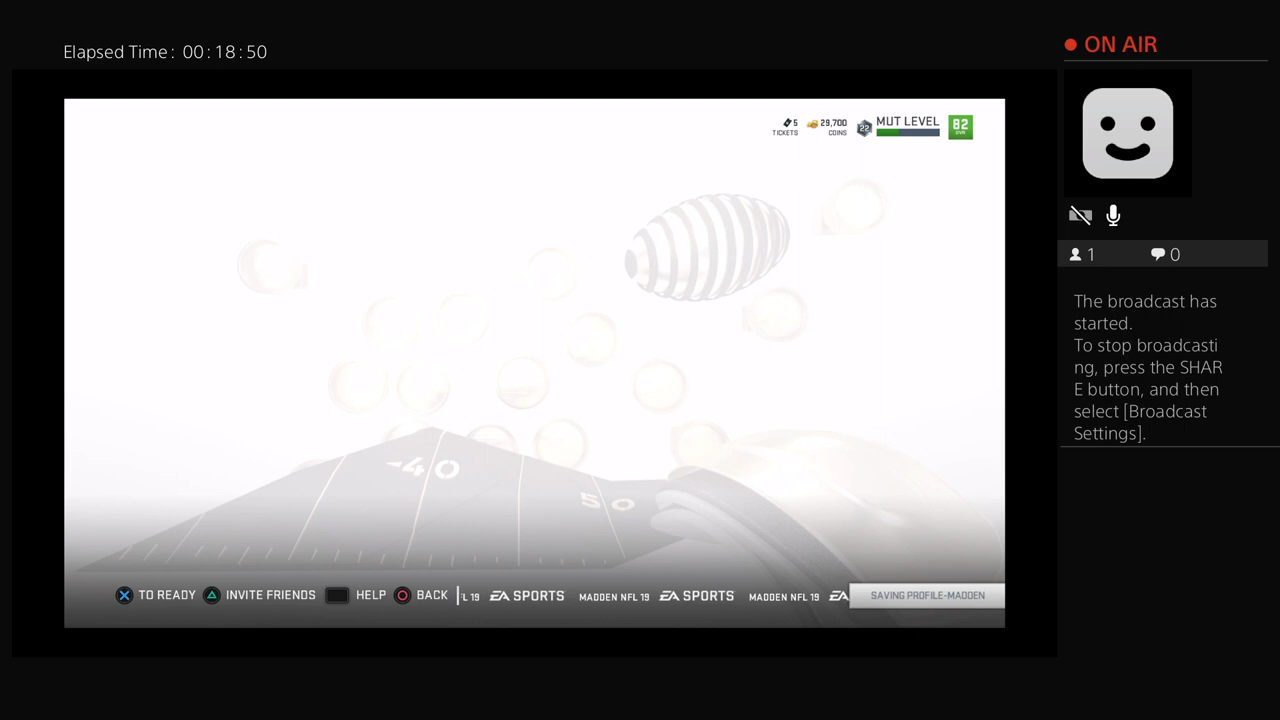 Elapsed Time: 00:18:50
ON AIR
5 TICKETS
29,700 COINS
22
MUT LEVEL
82
OVR
1
0
The broadcast has
started.
To stop broadcasti
ng, press the SHAR
E button, and then
select [Broadcast
Settings].
40
50
TO READY INVITE FRIENDS HELP BACK L 19 EA SPORTS MADDEN NFL 19 EA SPORTS MADDEN NFL 19 EA
SAVING PROFILE-MADDEN